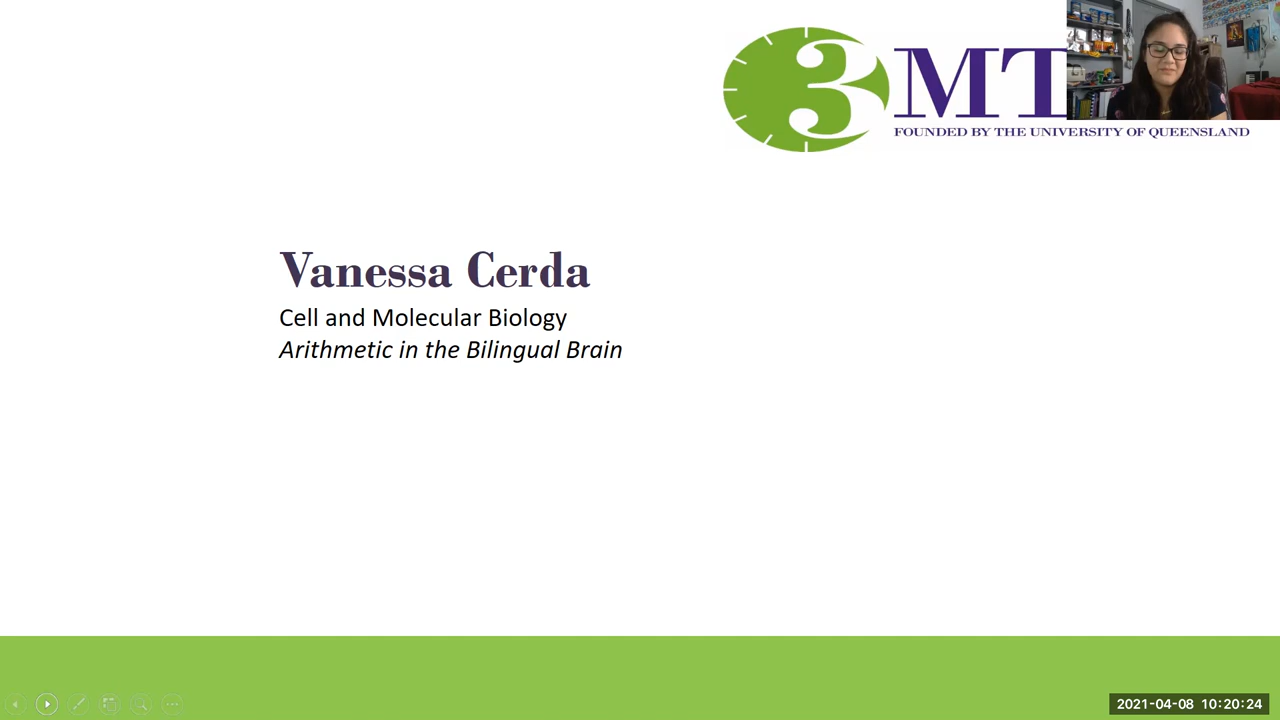 3MT
FOUNDED BY THE UNIVERSITY OF QUEENSLAND
Vanessa Cerda
Cell and Molecular Biology
Arithmetic in the Bilingual Brain
2021-04-08 10:20:24